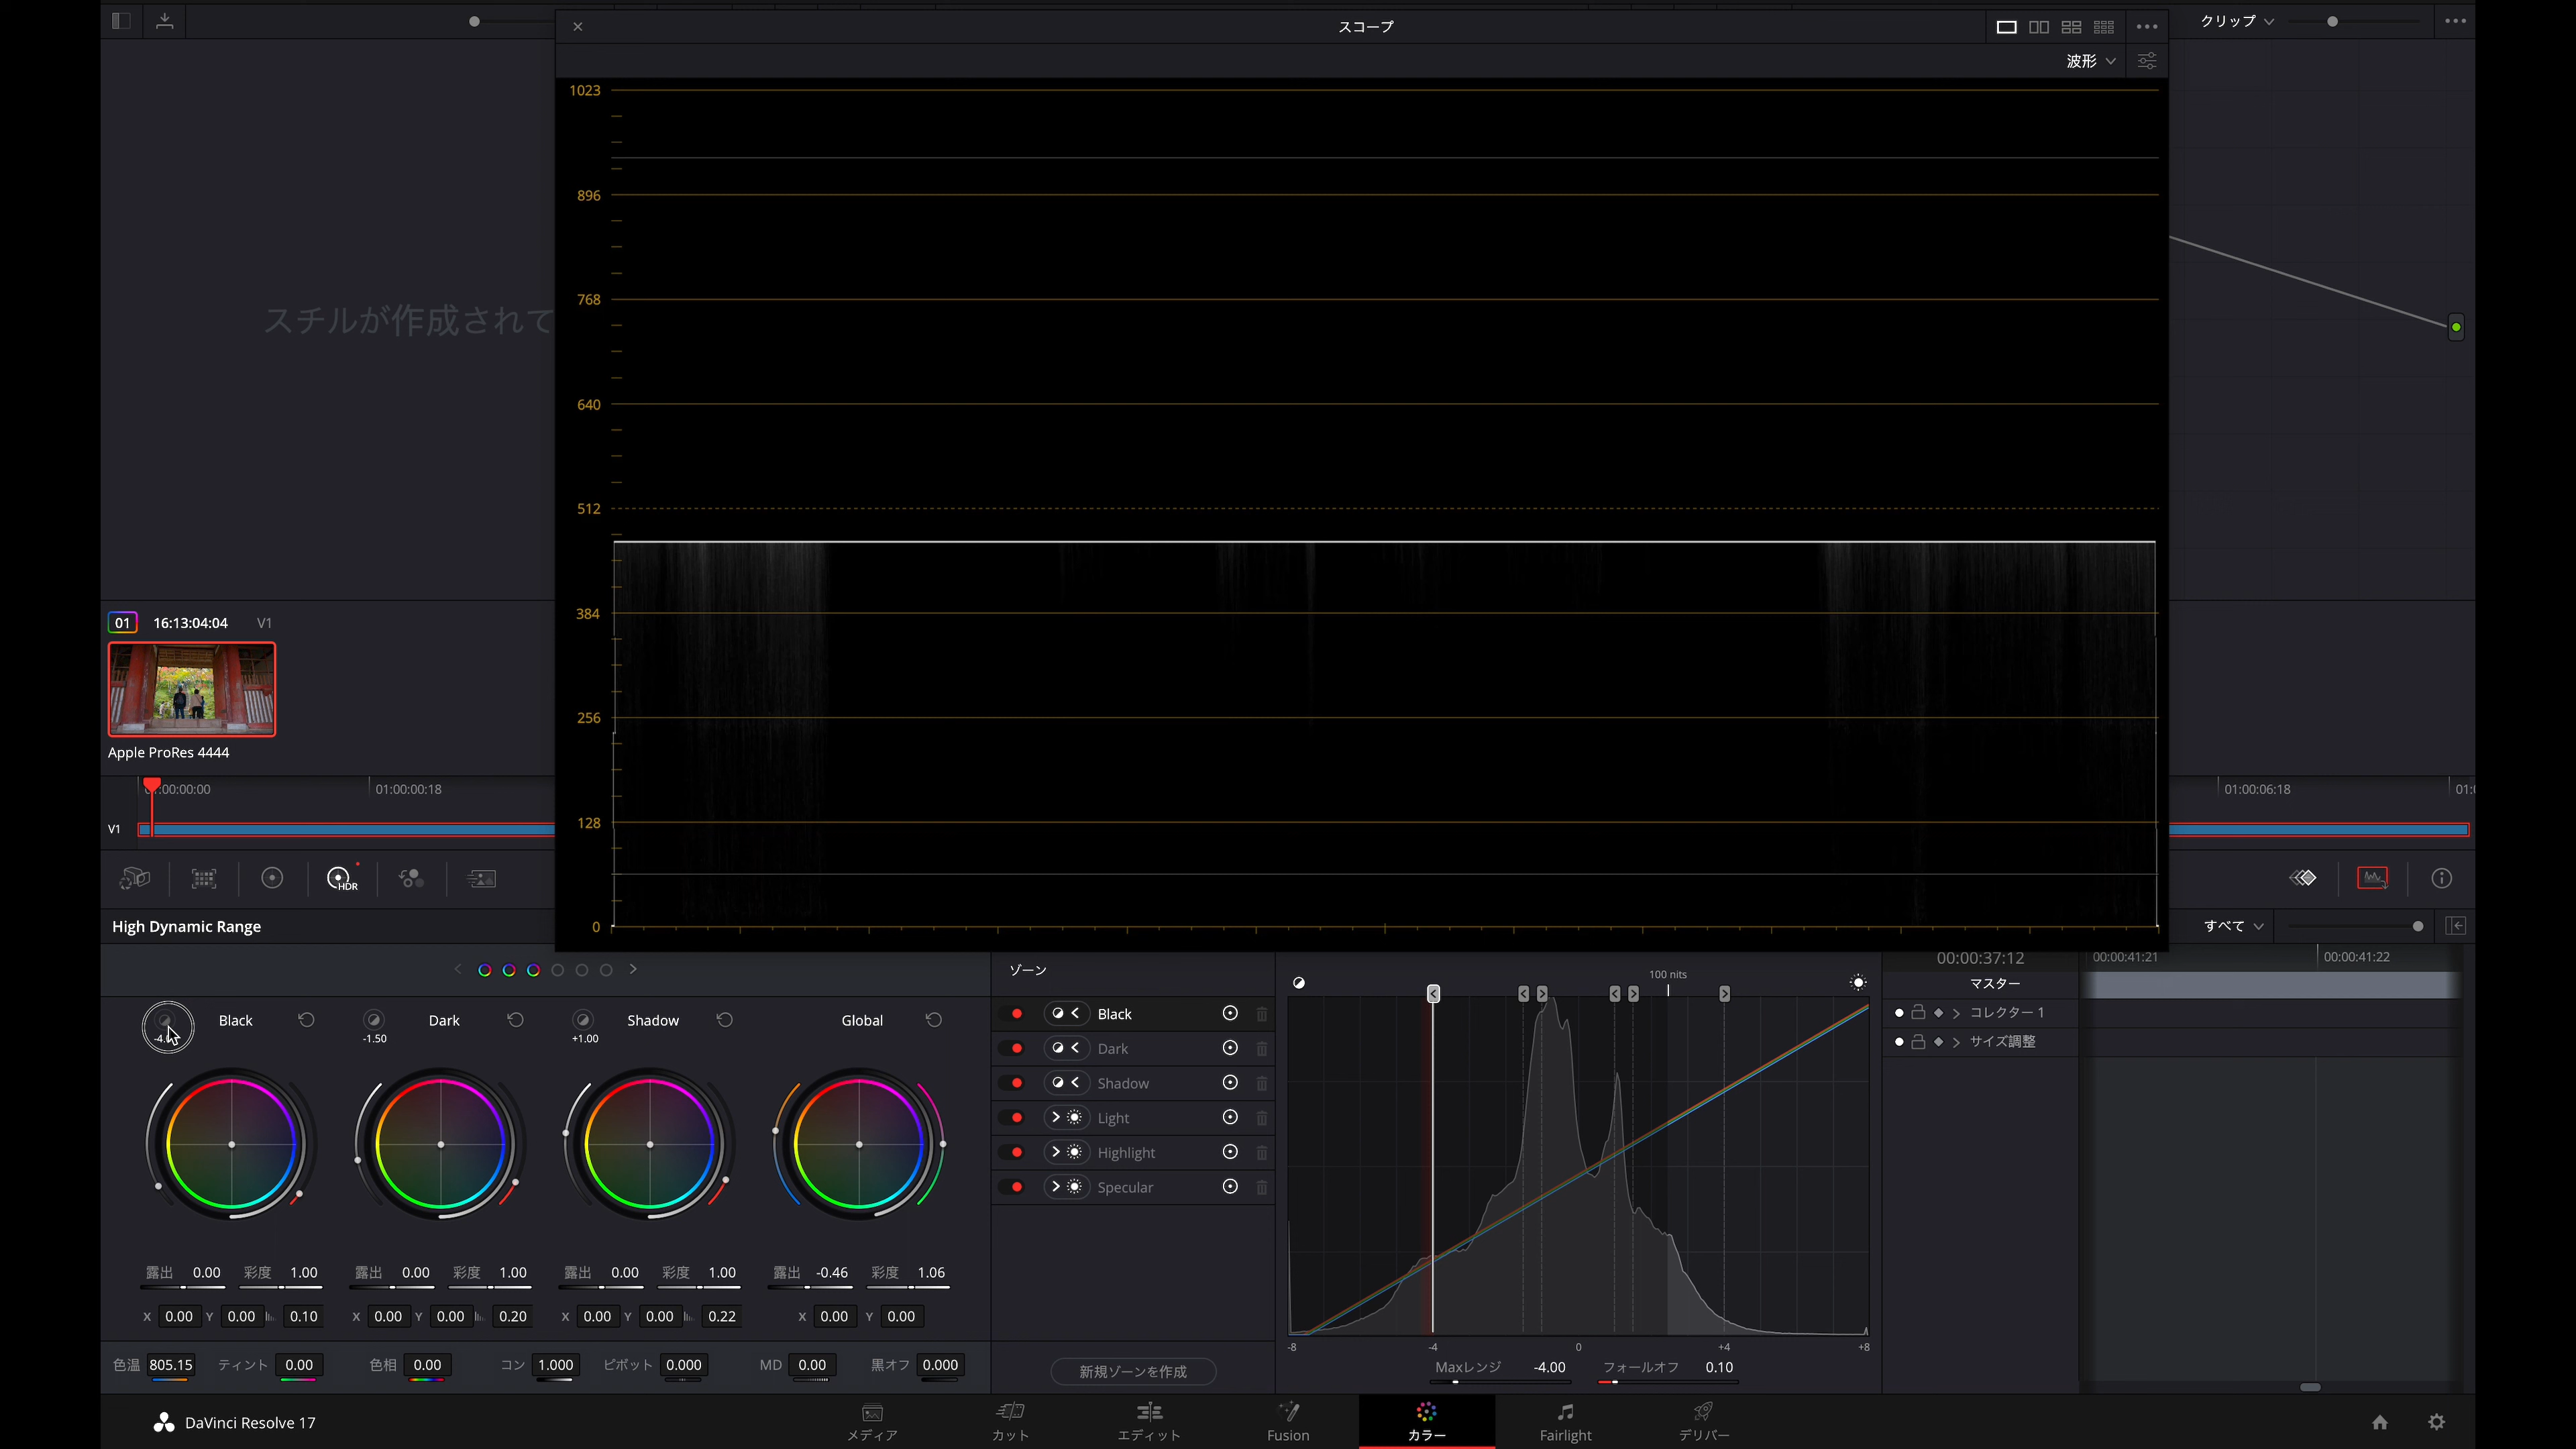 スコープ
クリップ
波形
1023
896
768
640
512
384
256
128
0
スチルが作成されて
01 16:13:04:04 V1
Apple ProRes 4444
:00:00:00 01:00:00:18 01:00:06:18
V1
High Dynamic Range
HDR
すべて
Black
Dark -1.50
Shadow +1.00
Global
露出 0.00 彩度 1.00 露出 0.00 彩度 1.00 露出 0.00 彩度 1.00 露出 -0.46 彩度 1.06
X 0.00 Y 0.00 0.10 X 0.00 Y 0.00 0.20 X 0.00 Y 0.00 0.22 X 0.00 Y 0.00
色温 805.15 ティント 0.00 色相 0.00 コン 1.000 ピボット 0.000 MD 0.00 黒オフ 0.000
ゾーン
Black
Dark
Shadow
Light
Highlight
Specular
新規ゾーンを作成
100 nits
-8 -4 0 +4 +8
Maxレンジ -4.00 フォールオフ 0.10
00:00:37:12 00:00:41:21 00:00:41:22
マスター
コレクター 1
サイズ調整
DaVinci Resolve 17
メディア カット エディット Fusion カラー Fairlight デリバー